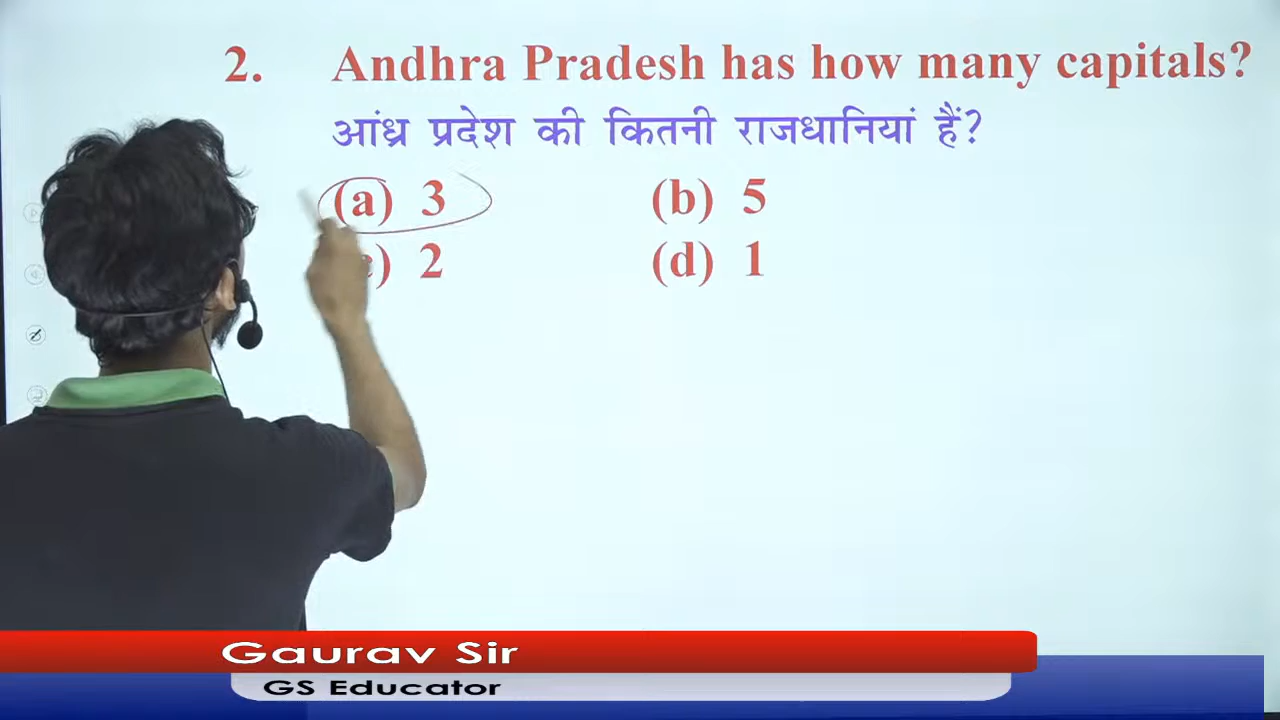 2. Andhra Pradesh has how many capitals?
आंध्र प्रदेश की कितनी राजधानियां हैं?
(a) 3 (b) 5
) 2 (d) 1
Gaurav Sir
GS Educator